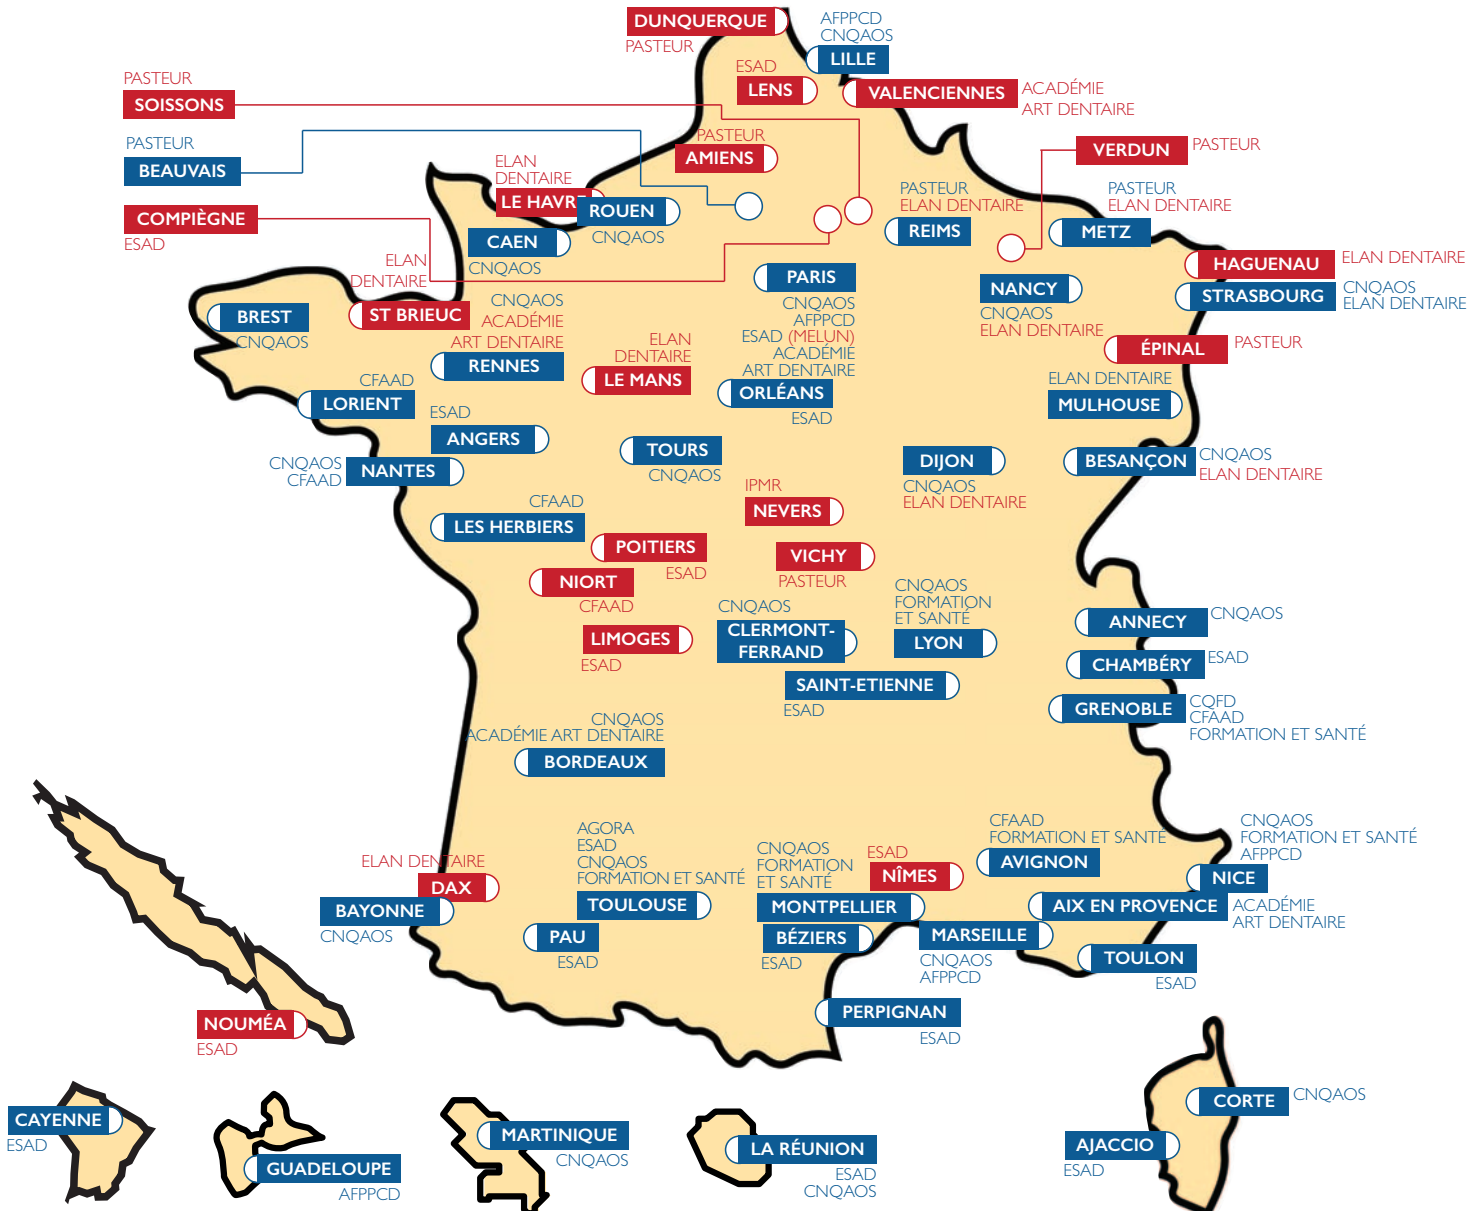 DUNQUERQUE
PASTEUR
AFPPCD
CNQAOS
LILLE
ESAD
LENS
VALENCIENNES
ACADÉMIE
ART DENTAIRE
PASTEUR
SOISSONS
PASTEUR
BEAUVAIS
COMPIÈGNE
ESAD
PASTEUR
AMIENS
VERDUN
PASTEUR
ELAN
DENTAIRE
LE HAVRE
ROUEN
CNQAOS
CAEN
CNQAOS
PASTEUR
ELAN DENTAIRE
REIMS
PASTEUR
ELAN DENTAIRE
METZ
HAGUENAU
ELAN DENTAIRE
STRASBOURG
CNQAOS
ELAN DENTAIRE
PARIS
CNQAOS
AFPPCD
ESAD (MELUN)
ACADÉMIE
ART DENTAIRE
NANCY
CNQAOS
ELAN DENTAIRE
ELAN
DENTAIRE
ST BRIEUC
BREST
CNQAOS
CNQAOS
ACADÉMIE
ART DENTAIRE
RENNES
ELAN
DENTAIRE
LE MANS
ORLÉANS
ESAD
ÉPINAL
PASTEUR
ELAN DENTAIRE
MULHOUSE
CFAAD
LORIENT
ESAD
ANGERS
TOURS
CNQAOS
CNQAOS
CFAAD
NANTES
DIJON
CNQAOS
ELAN DENTAIRE
BESANÇON
CNQAOS
ELAN DENTAIRE
IPMR
NEVERS
CFAAD
LES HERBIERS
POITIERS
ESAD
VICHY
PASTEUR
NIORT
CFAAD
LIMOGES
ESAD
CNQAOS
CLERMONT-
FERRAND
CNQAOS
FORMATION
ET SANTÉ
LYON
ANNECY
CNQAOS
CHAMBÉRY
ESAD
SAINT-ETIENNE
ESAD
GRENOBLE
CQFD
CFAAD
FORMATION ET SANTÉ
CNQAOS
ACADÉMIE ART DENTAIRE
BORDEAUX
AGORA
ESAD
CNQAOS
FORMATION ET SANTÉ
TOULOUSE
CNQAOS
FORMATION
ET SANTÉ
MONTPELLIER
ESAD
NÎMES
CFAAD
FORMATION ET SANTÉ
AVIGNON
CNQAOS
FORMATION ET SANTÉ
AFPPCD
NICE
ELAN DENTAIRE
DAX
BAYONNE
CNQAOS
PAU
ESAD
BÉZIERS
ESAD
MARSEILLE
CNQAOS
AFPPCD
AIX EN PROVENCE
ACADÉMIE
ART DENTAIRE
TOULON
ESAD
PERPIGNAN
ESAD
NOUMÉA
ESAD
CAYENNE
ESAD
GUADELOUPE
AFPPCD
MARTINIQUE
CNQAOS
LA RÉUNION
ESAD
CNQAOS
CORTE
CNQAOS
AJACCIO
ESAD